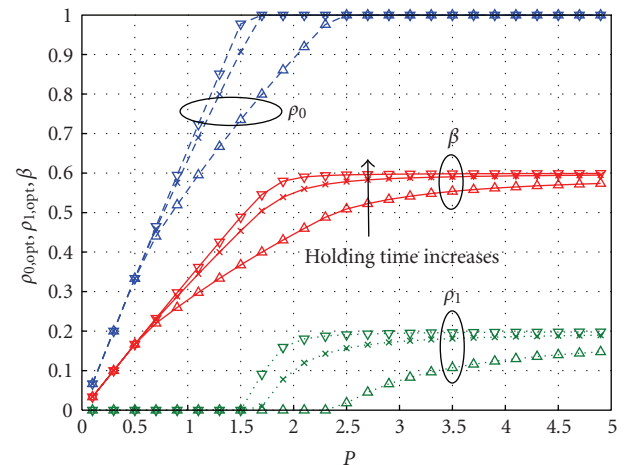 1
0.9
0.8
0.7
0.6
0.5
0.4
0.3
0.2
0.1
0
ρ0,opt, ρ1,opt, β
ρ0
β
Holding time increases
ρ1
0 0.5 1 1.5 2 2.5 3 3.5 4 4.5 5
P